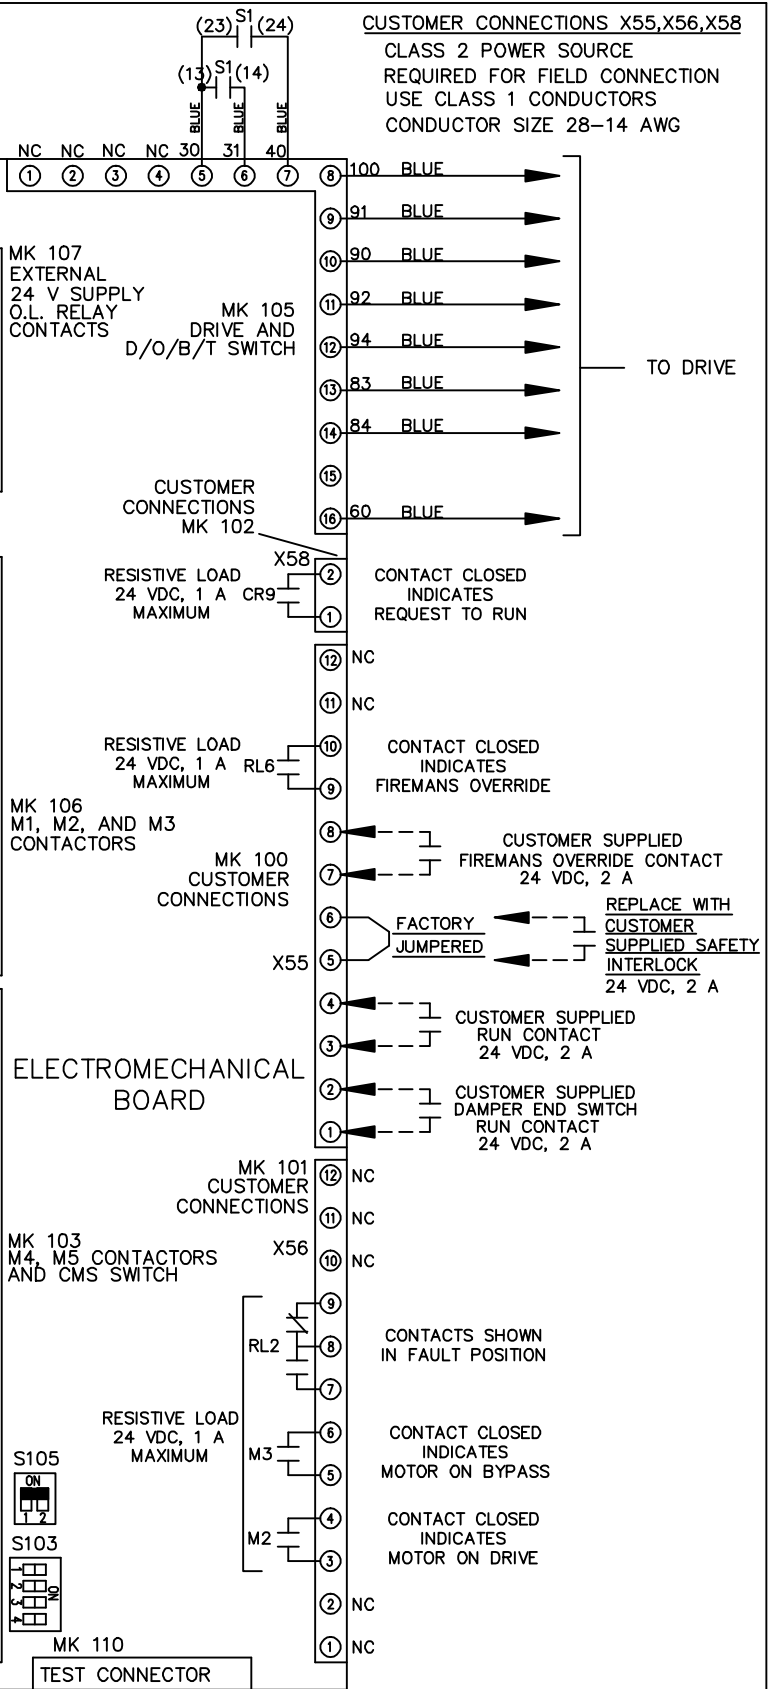 CUSTOMER CONNECTIONS X55,X56,X58
CLASS 2 POWER SOURCE
REQUIRED FOR FIELD CONNECTION
USE CLASS 1 CONDUCTORS
CONDUCTOR SIZE 28–14 AWG
(23) S1 (24)
(13) S1 (14)
BLUE BLUE BLUE
NC NC NC NC 30 31 40
1 2 3 4 5 6 7 8 100 BLUE
9 91 BLUE
10 90 BLUE
11 92 BLUE
12 94 BLUE
13 83 BLUE
14 84 BLUE
15
16 60 BLUE
TO DRIVE
MK 107
EXTERNAL
24 V SUPPLY
O.L. RELAY
CONTACTS
MK 105
DRIVE AND
D/O/B/T SWITCH
CUSTOMER
CONNECTIONS
MK 102
X58
2
1
RESISTIVE LOAD
24 VDC, 1 A
MAXIMUM
CR9
CONTACT CLOSED
INDICATES
REQUEST TO RUN
12 NC
11 NC
10
9
RESISTIVE LOAD
24 VDC, 1 A
MAXIMUM
RL6
CONTACT CLOSED
INDICATES
FIREMANS OVERRIDE
MK 106
M1, M2, AND M3
CONTACTORS
8
7
CUSTOMER SUPPLIED
FIREMANS OVERRIDE CONTACT
24 VDC, 2 A
MK 100
CUSTOMER
CONNECTIONS
X55
6
5
FACTORY
JUMPERED
REPLACE WITH
CUSTOMER
SUPPLIED SAFETY
INTERLOCK
24 VDC, 2 A
4
3
CUSTOMER SUPPLIED
RUN CONTACT
24 VDC, 2 A
2
1
CUSTOMER SUPPLIED
DAMPER END SWITCH
RUN CONTACT
24 VDC, 2 A
ELECTROMECHANICAL
BOARD
MK 101
CUSTOMER
CONNECTIONS
X56
12 NC
11 NC
10 NC
MK 103
M4, M5 CONTACTORS
AND CMS SWITCH
9
8
7
RL2
CONTACTS SHOWN
IN FAULT POSITION
RESISTIVE LOAD
24 VDC, 1 A
MAXIMUM
6
5
M3
CONTACT CLOSED
INDICATES
MOTOR ON BYPASS
4
3
M2
CONTACT CLOSED
INDICATES
MOTOR ON DRIVE
2 NC
1 NC
S105
ON
1 2
S103
1
2
3
4
ON
MK 110
TEST CONNECTOR